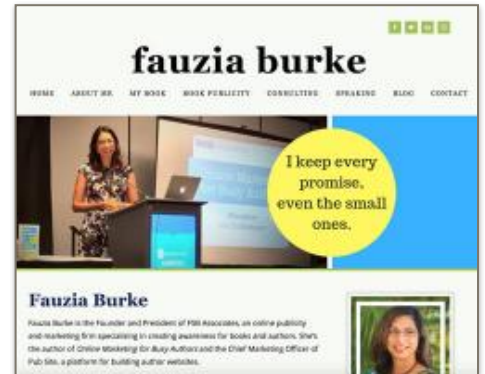 fauzia burke
HOME ABOUT ME MY BOOK BOOK PUBLICITY CONSULTING SPEAKING BLOG CONTACT
I keep every
promise,
even the small
ones.
Fauzia Burke
Fauzia Burke is the Founder and President of FSB Associates, an online publicity
and marketing firm specializing in creating awareness for books and authors. She's
the author of Online Marketing for Busy Authors and the Chief Marketing Officer of
Pub Site, a platform for building author websites.